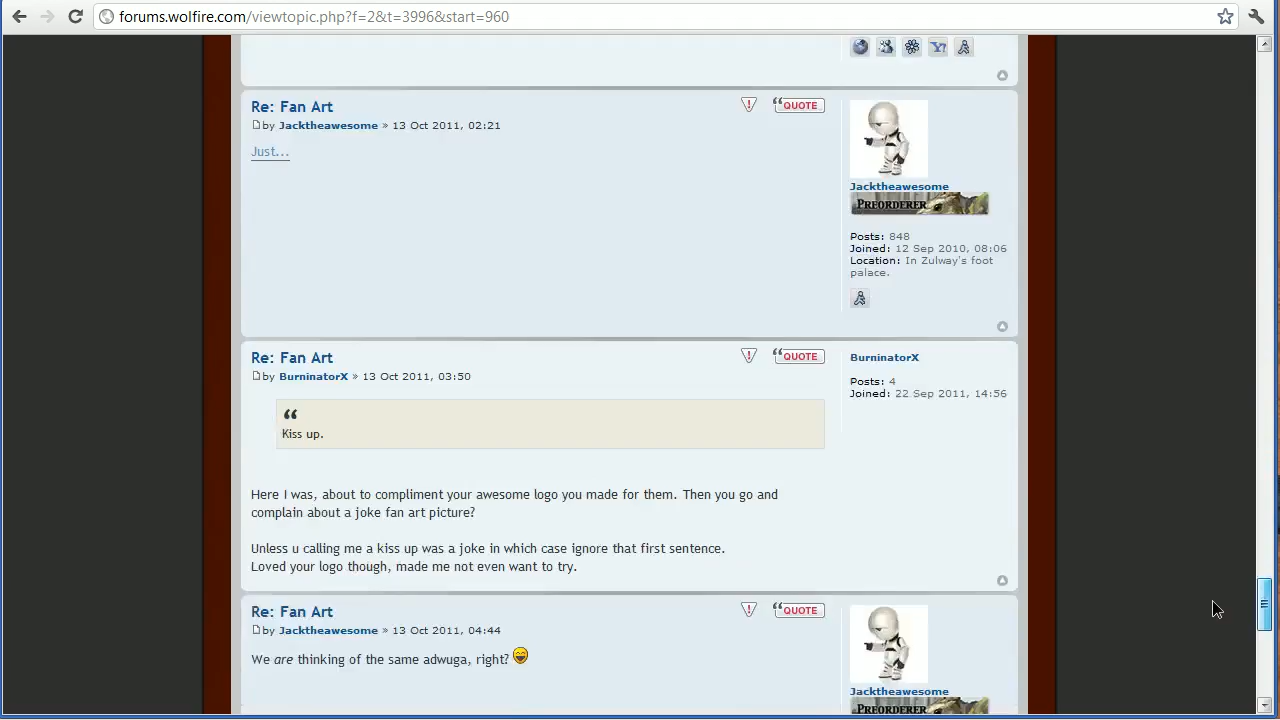 forums.wolfire.com/viewtopic.php?f=2&t=3996&start=960
Re: Fan Art
QUOTE
by Jacktheawesome » 13 Oct 2011, 02:21
Just...
Jacktheawesome
PREORDERER
Posts: 848
Joined: 12 Sep 2010, 08:06
Location: In Zulway's foot
palace.
Re: Fan Art
QUOTE
by BurninatorX » 13 Oct 2011, 03:50
BurninatorX
Posts: 4
Joined: 22 Sep 2011, 14:56
Kiss up.
Here I was, about to compliment your awesome logo you made for them. Then you go and
complain about a joke fan art picture?
Unless u calling me a kiss up was a joke in which case ignore that first sentence.
Loved your logo though, made me not even want to try.
Re: Fan Art
QUOTE
by Jacktheawesome » 13 Oct 2011, 04:44
We are thinking of the same adwuga, right?
Jacktheawesome
PREORDERER